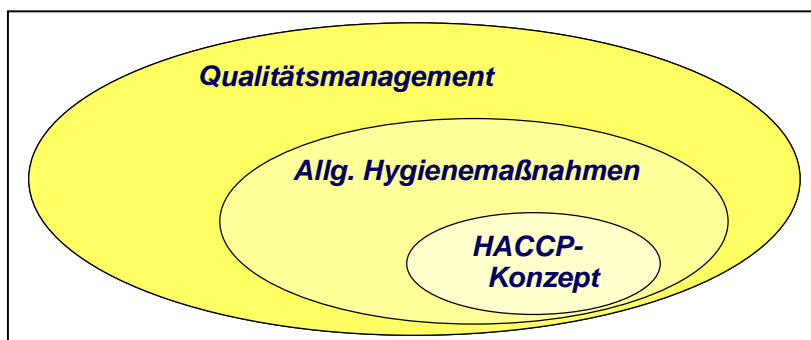 Qualitätsmanagement
Allg. Hygienemaßnahmen
HACCP-
Konzept